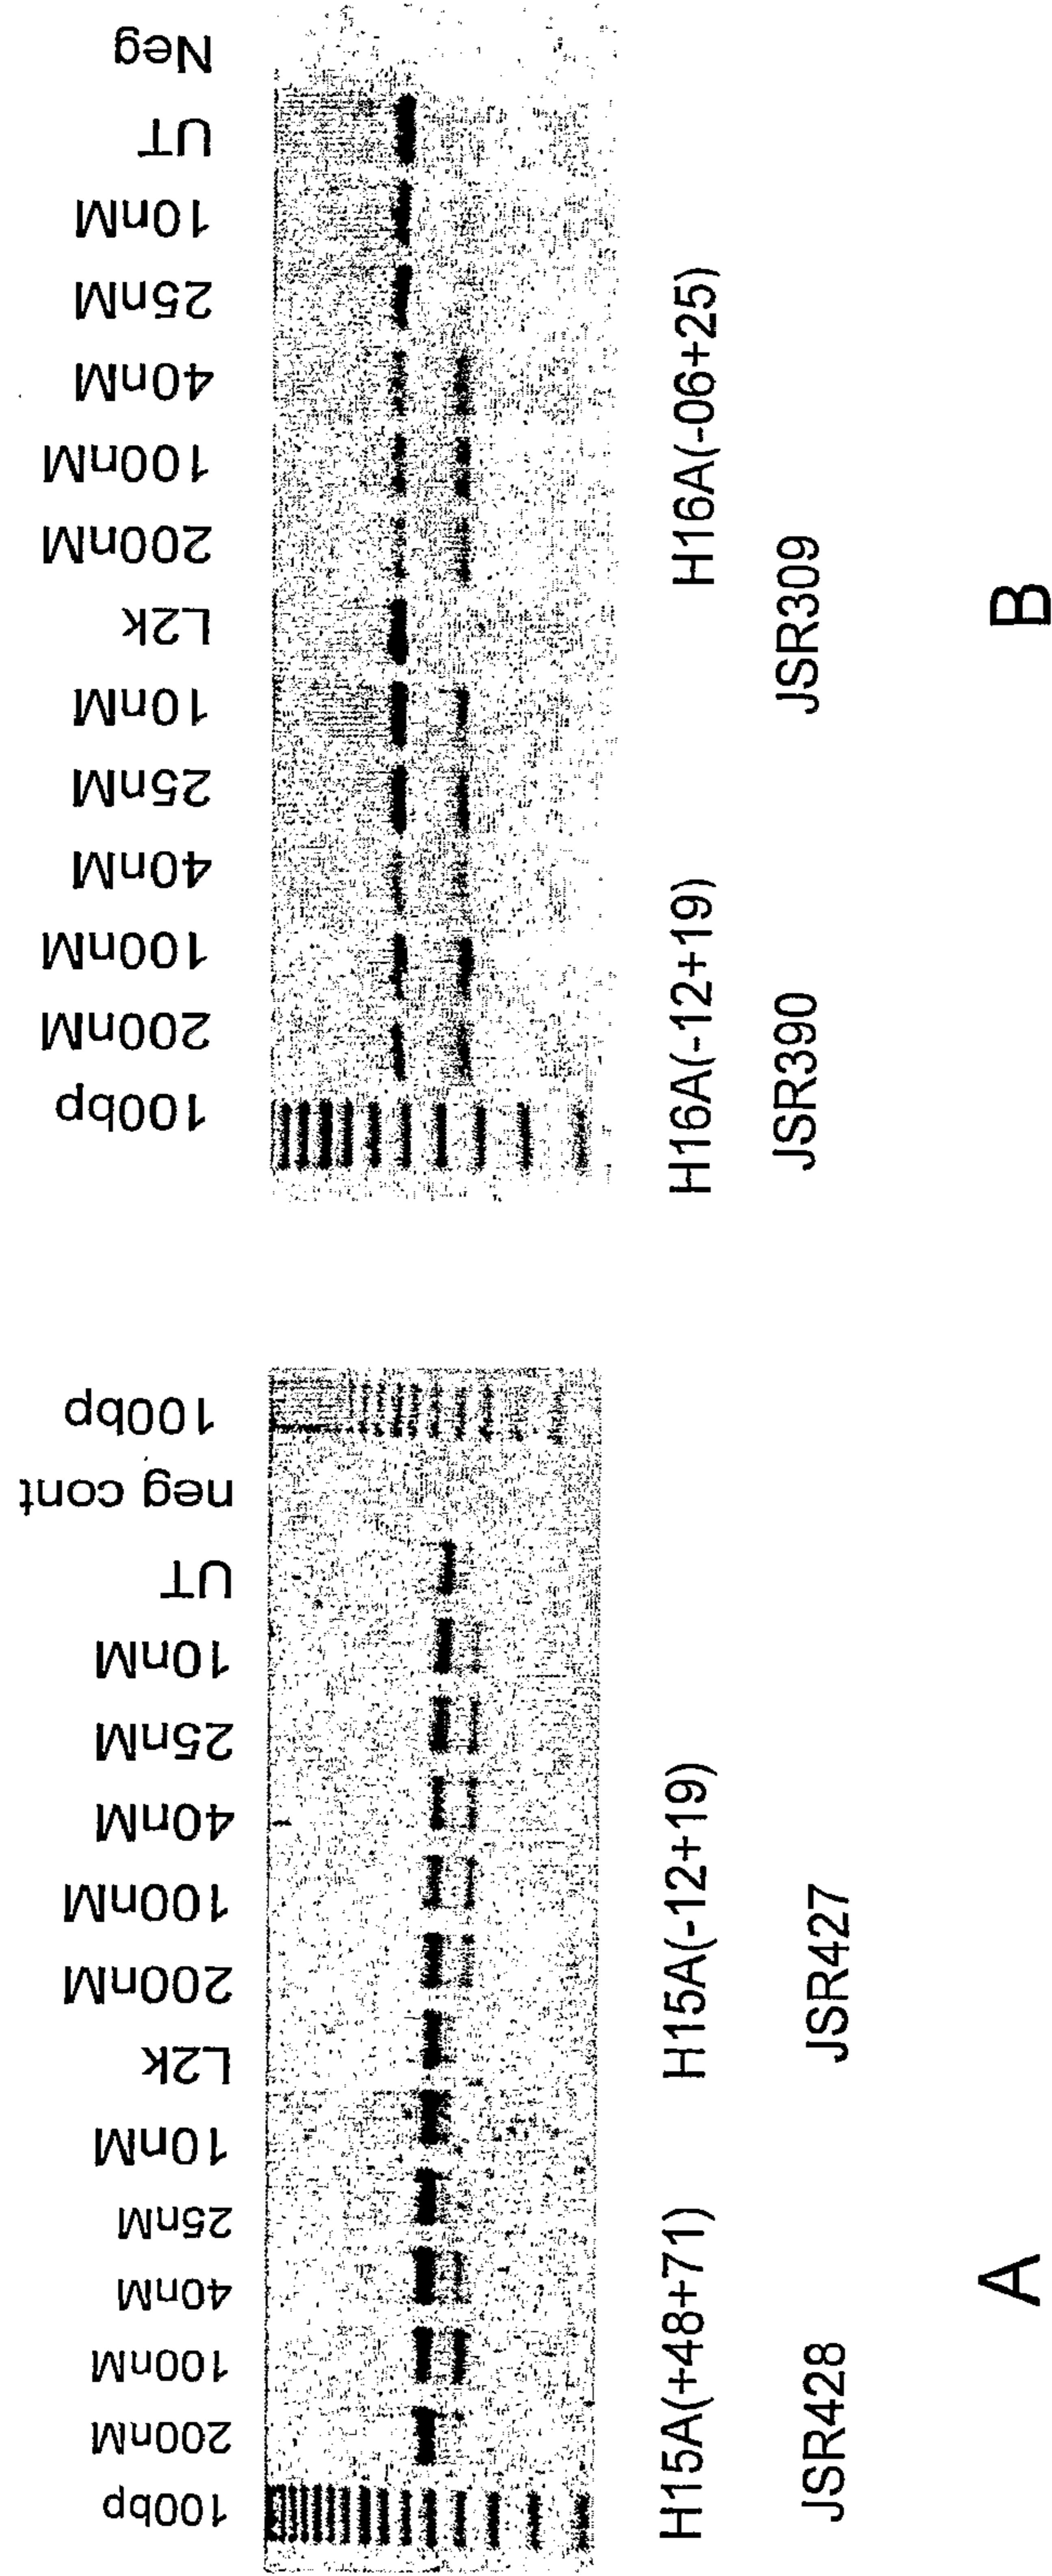 100bp
200nM
100nM
40nM
25nM
10nM
L2k
200nM
100nM
40nM
25nM
10nM
UT
neg cont
100bp
H15A(+48+71)
H15A(-12+19)
JSR428
JSR427
A
100bp
200nM
100nM
40nM
25nM
10nM
L2k
200nM
100nM
40nM
25nM
10nM
UT
Neg
H16A(-12+19)
H16A(-06+25)
JSR390
JSR309
B